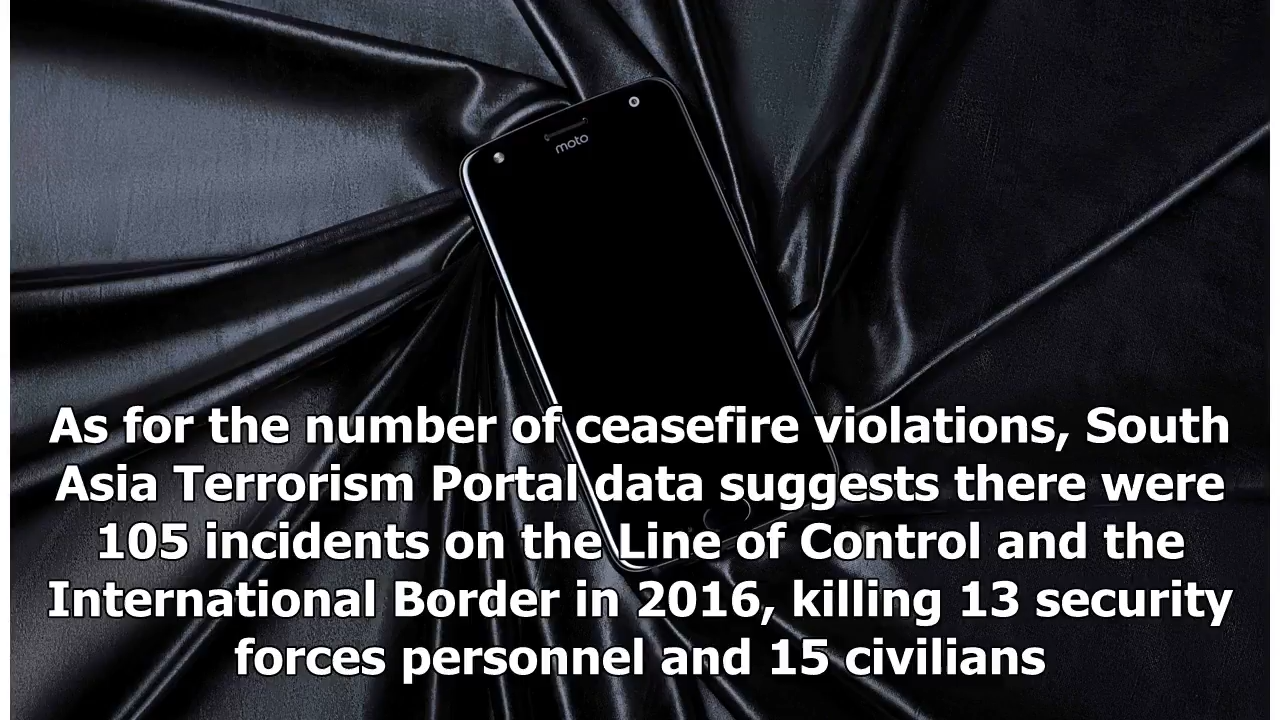 moto
As for the number of ceasefire violations, South
Asia Terrorism Portal data suggests there were
105 incidents on the Line of Control and the
International Border in 2016, killing 13 security
forces personnel and 15 civilians